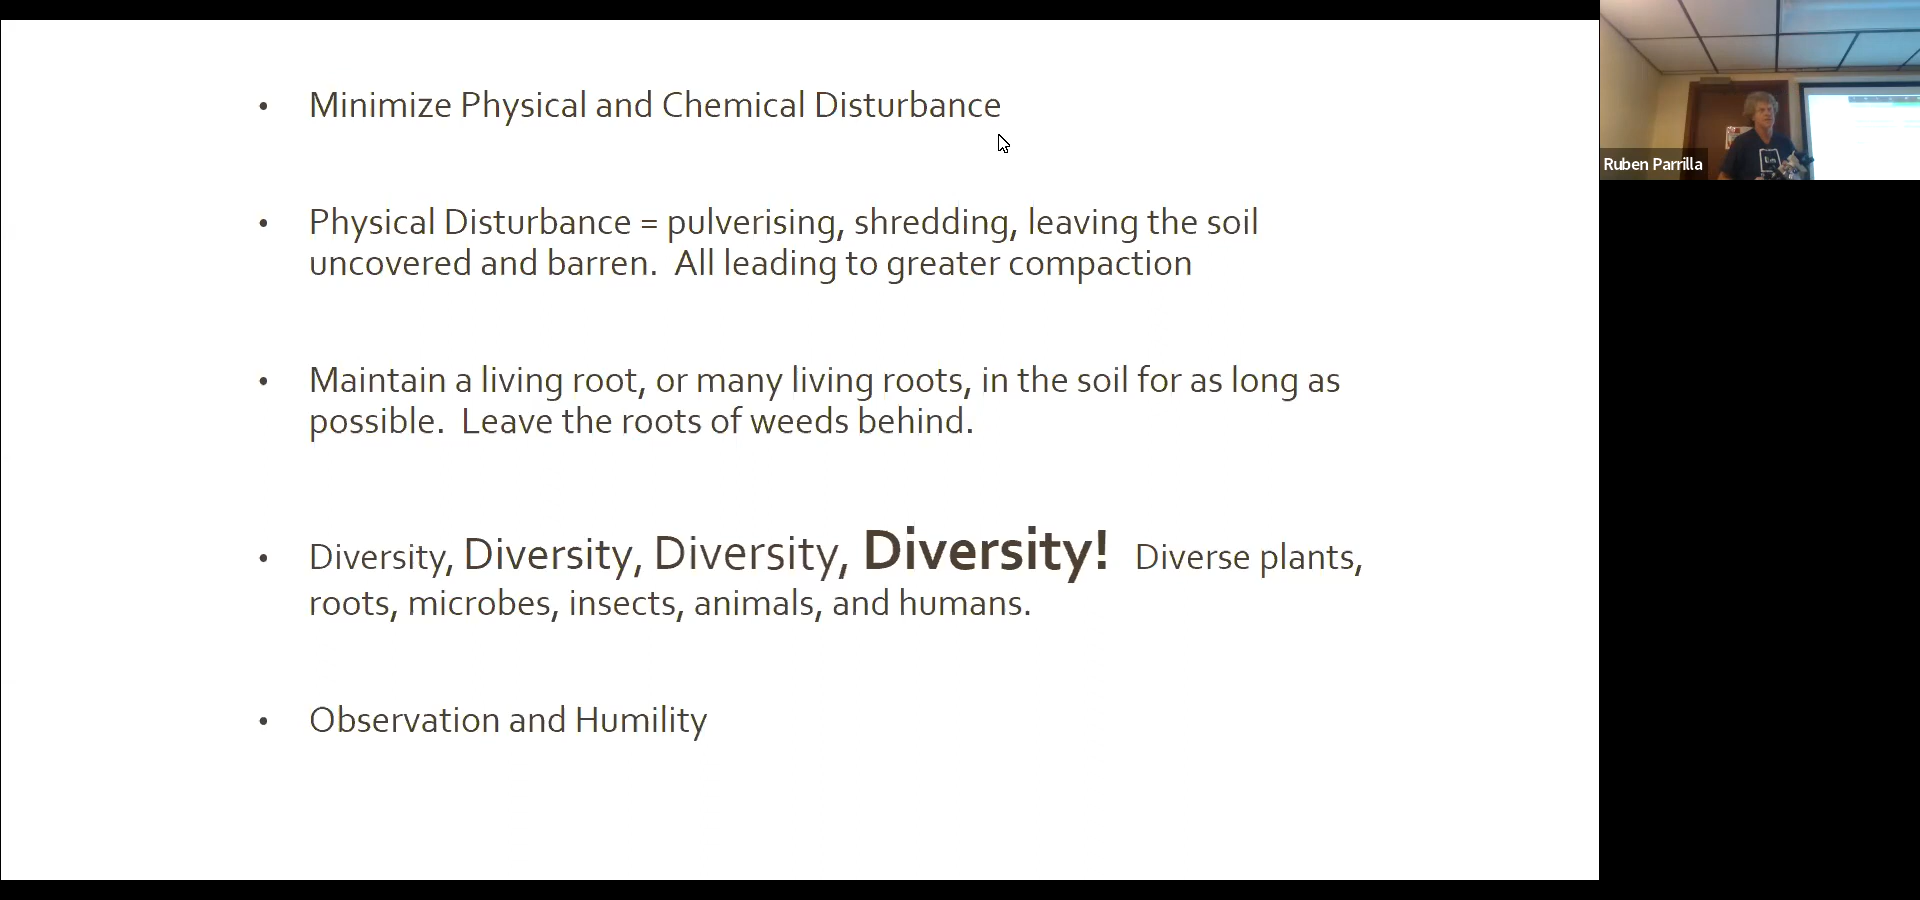 • Minimize Physical and Chemical Disturbance
• Physical Disturbance = pulverising, shredding, leaving the soil
uncovered and barren.  All leading to greater compaction
• Maintain a living root, or many living roots, in the soil for as long as
possible.  Leave the roots of weeds behind.
• Diversity, Diversity, Diversity, Diversity!  Diverse plants,
roots, microbes, insects, animals, and humans.
• Observation and Humility
Ruben Parrilla